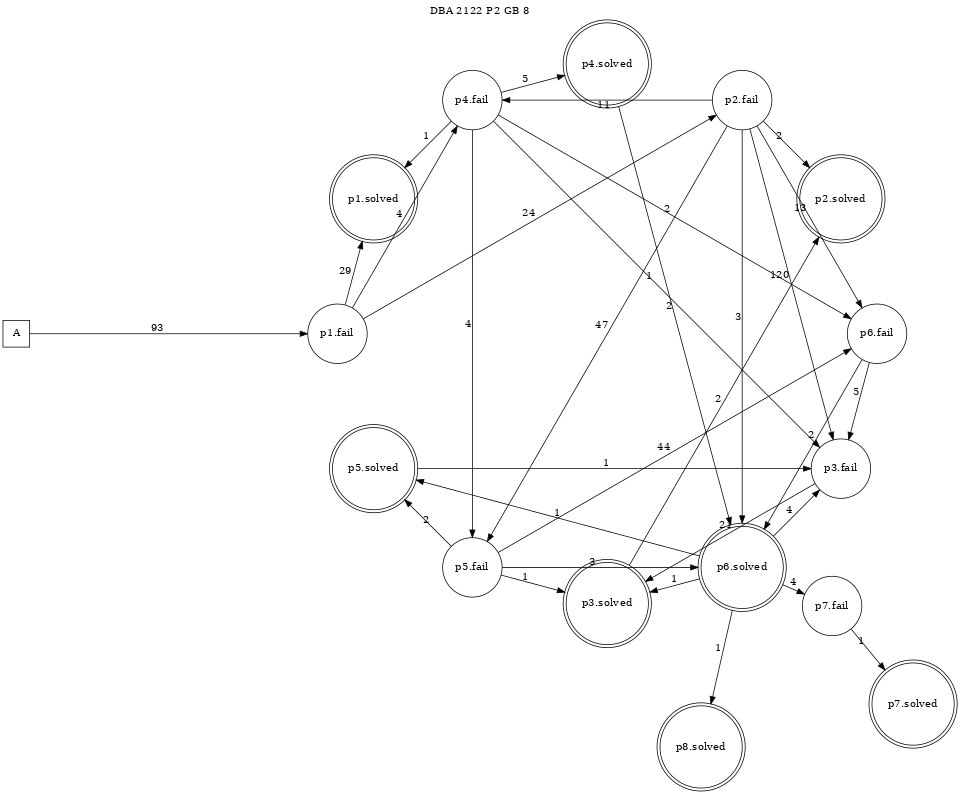 DBA 2122 P2 GB 8
p4.solved
5
p4.fail
11
p2.fail
1
2
p1.solved
13
p2.solved
4
24
2
29
1
120
2
A
93
p1.fail
4
47
3
p6.fail
2
5
44
2
p5.solved
1
p3.fail
1
4
2
p5.fail
3
p6.solved
1
1
4
p3.solved
p7.fail
1
1
p7.solved
p8.solved